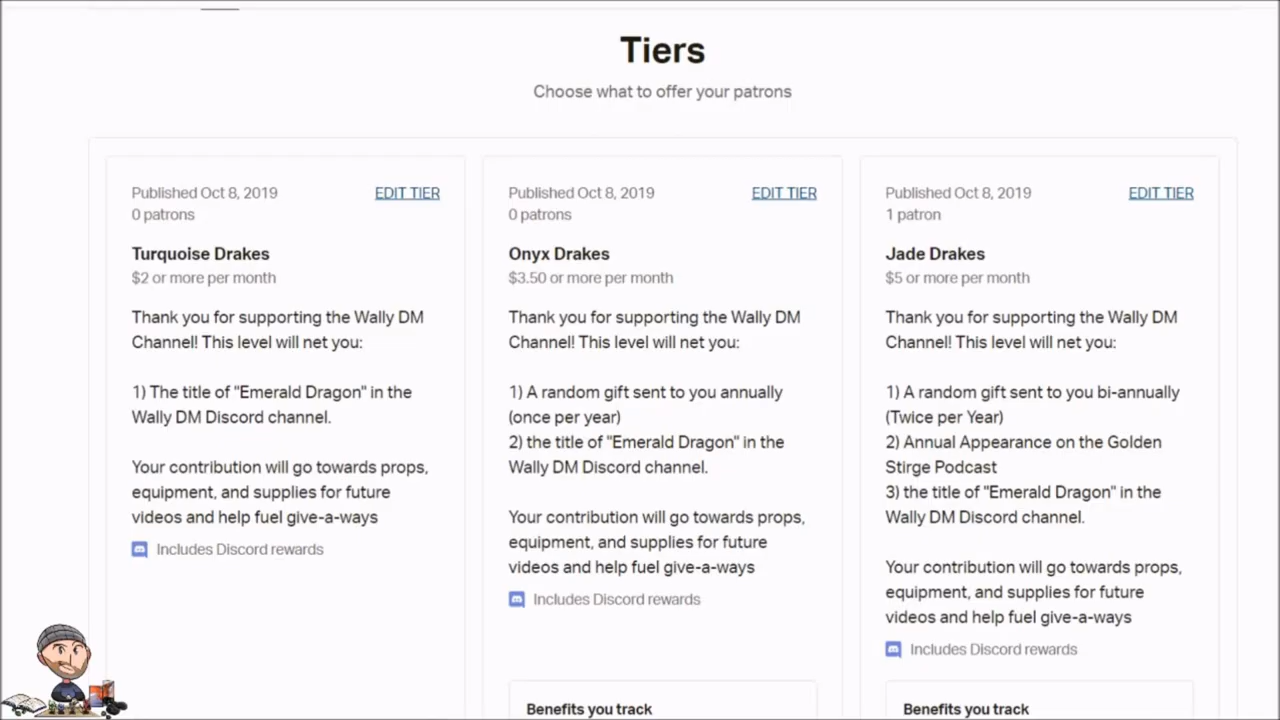 Tiers
Choose what to offer your patrons
Published Oct 8, 2019
EDIT TIER
0 patrons
Turquoise Drakes
$2 or more per month
Thank you for supporting the Wally DM
Channel! This level will net you:
1) The title of "Emerald Dragon" in the
Wally DM Discord channel.
Your contribution will go towards props,
equipment, and supplies for future
videos and help fuel give-a-ways
Includes Discord rewards
Published Oct 8, 2019
EDIT TIER
0 patrons
Onyx Drakes
$3.50 or more per month
Thank you for supporting the Wally DM
Channel! This level will net you:
1) A random gift sent to you annually
(once per year)
2) the title of "Emerald Dragon" in the
Wally DM Discord channel.
Your contribution will go towards props,
equipment, and supplies for future
videos and help fuel give-a-ways
Includes Discord rewards
Benefits you track
Published Oct 8, 2019
EDIT TIER
1 patron
Jade Drakes
$5 or more per month
Thank you for supporting the Wally DM
Channel! This level will net you:
1) A random gift sent to you bi-annually
(Twice per Year)
2) Annual Appearance on the Golden
Stirge Podcast
3) the title of "Emerald Dragon" in the
Wally DM Discord channel.
Your contribution will go towards props,
equipment, and supplies for future
videos and help fuel give-a-ways
Includes Discord rewards
Benefits you track